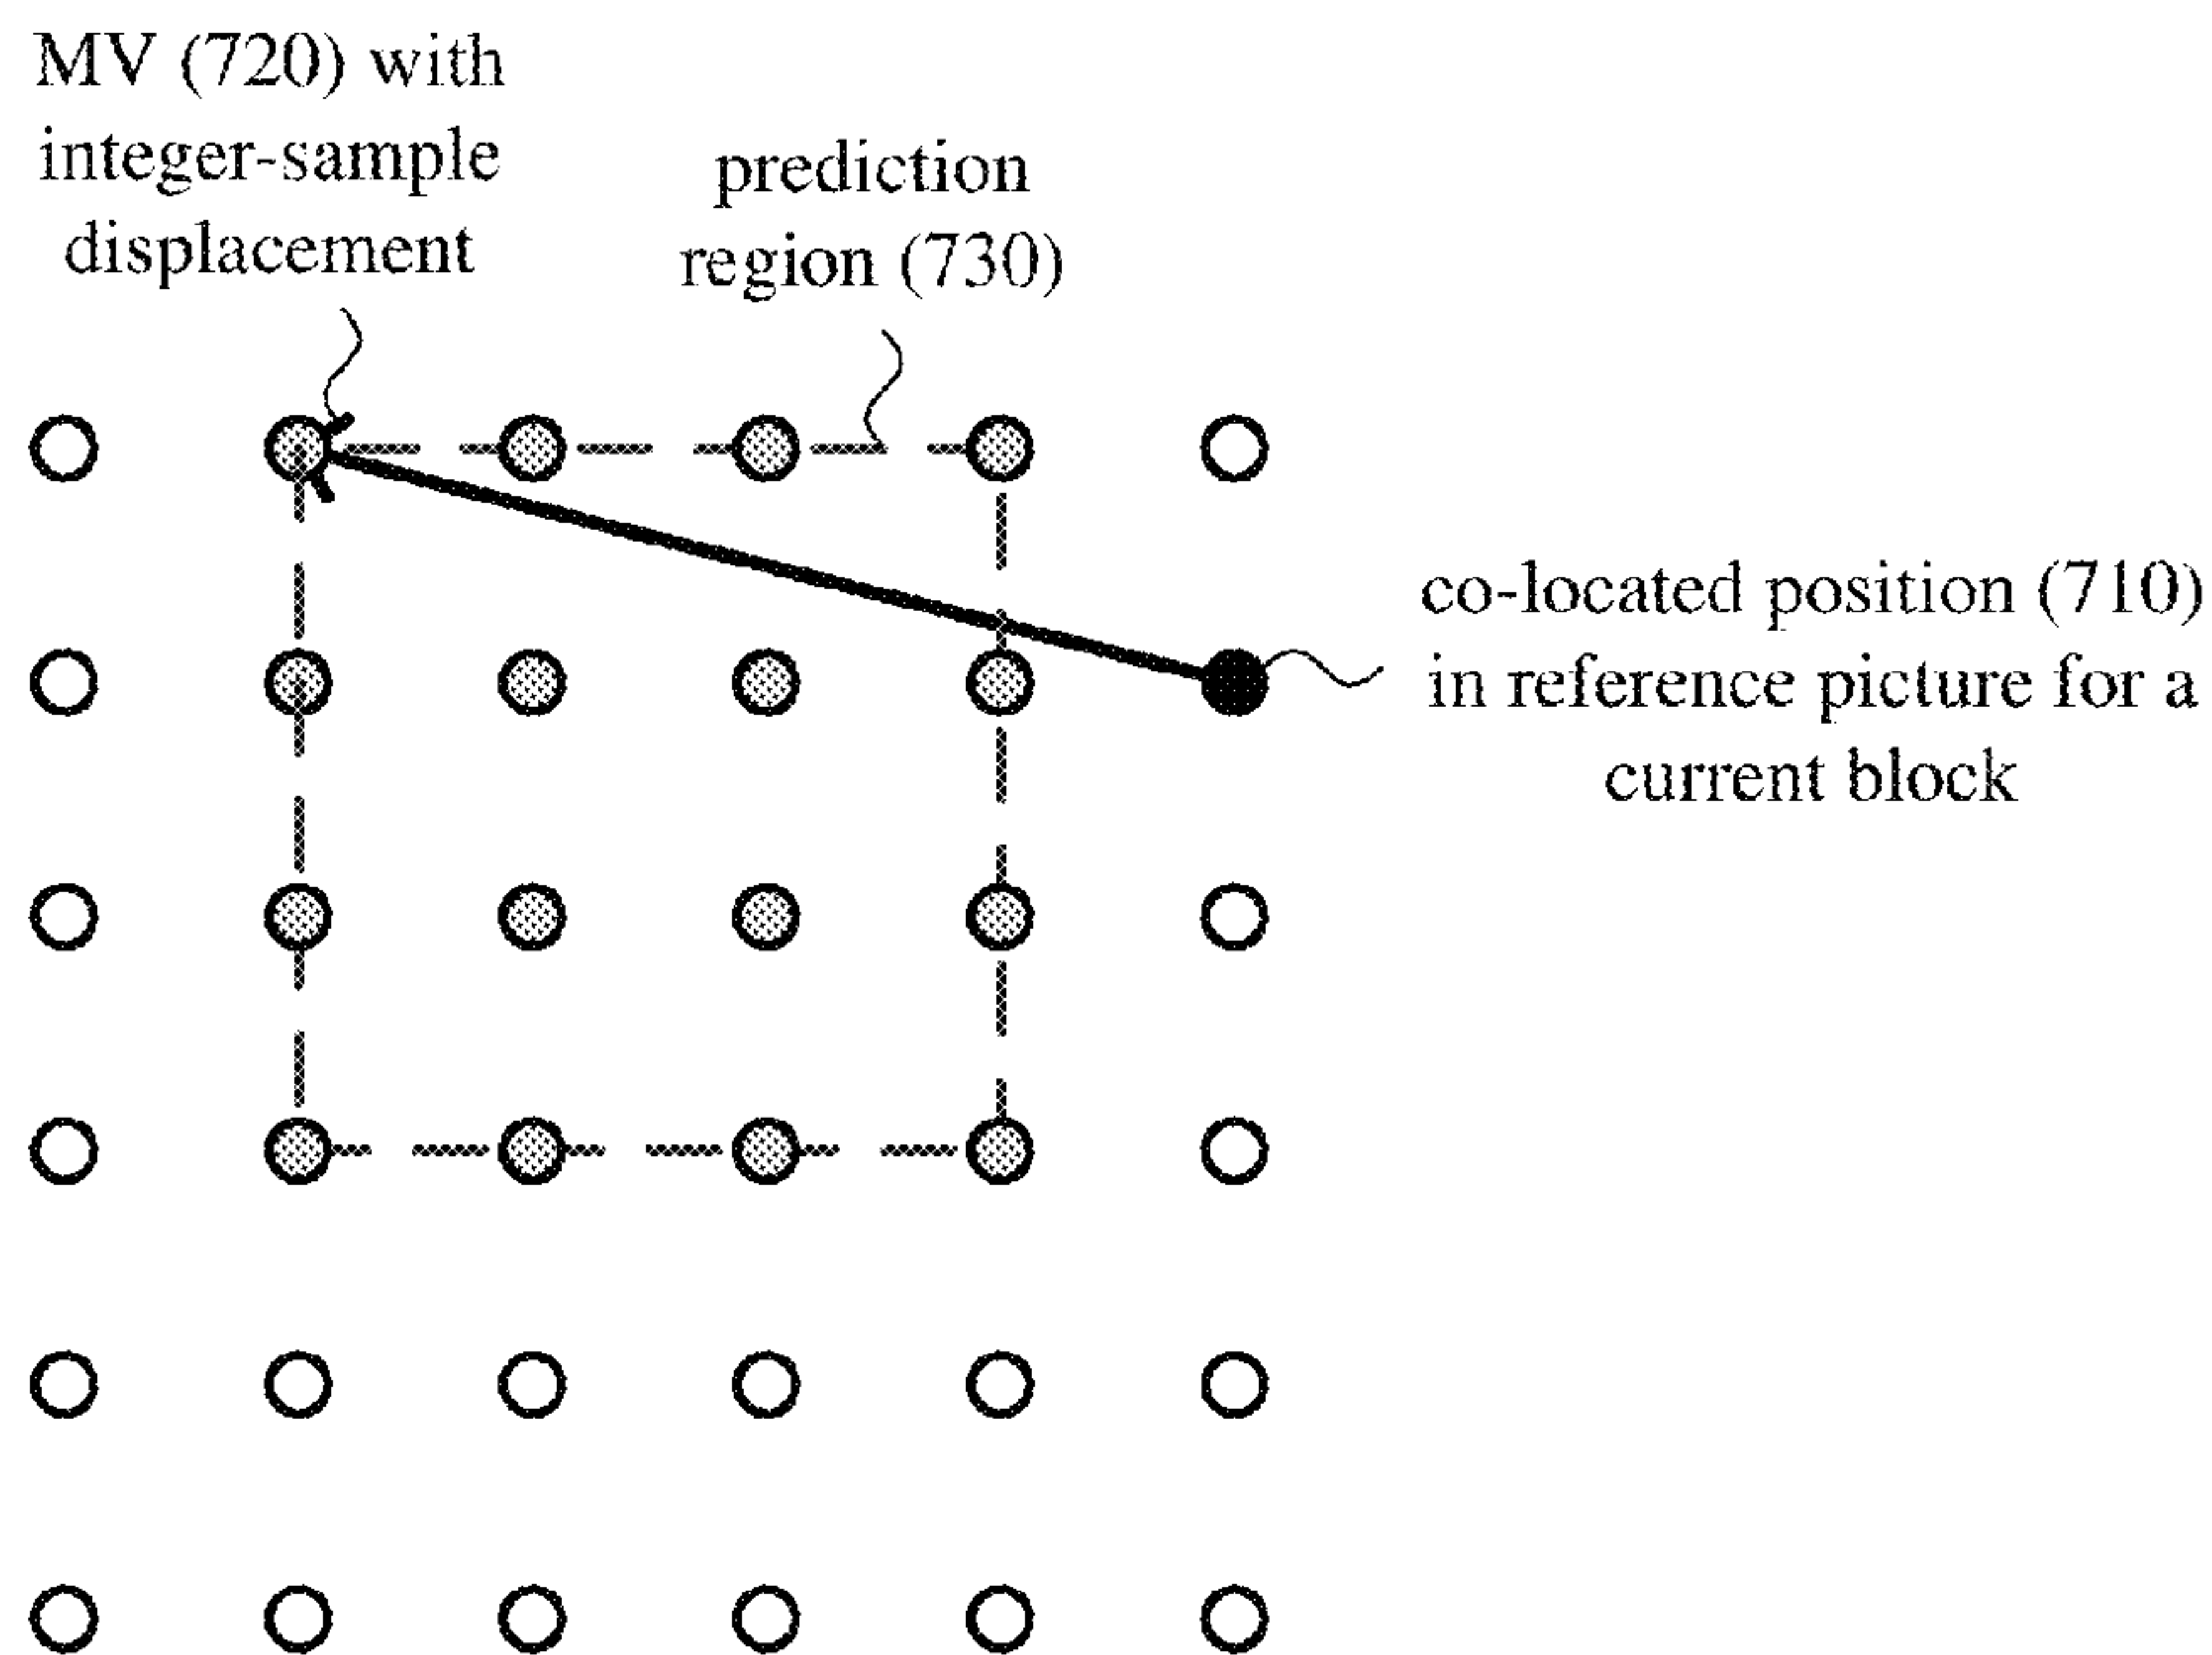 MV (720) with
integer-sample
displacement
prediction
region (730)
co-located position (710)
in reference picture for a
current block